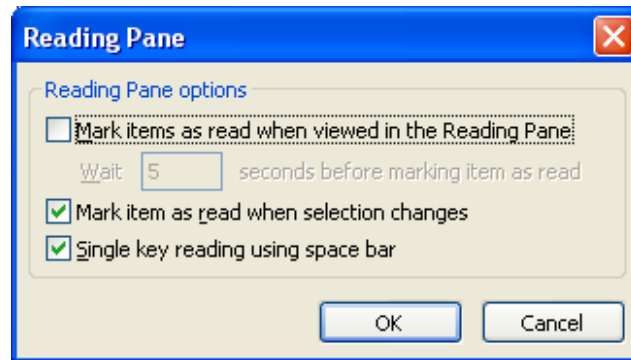 Reading Pane
Reading Pane options
Mark items as read when viewed in the Reading Pane
Wait 5 seconds before marking item as read
Mark item as read when selection changes
Single key reading using space bar
OK Cancel